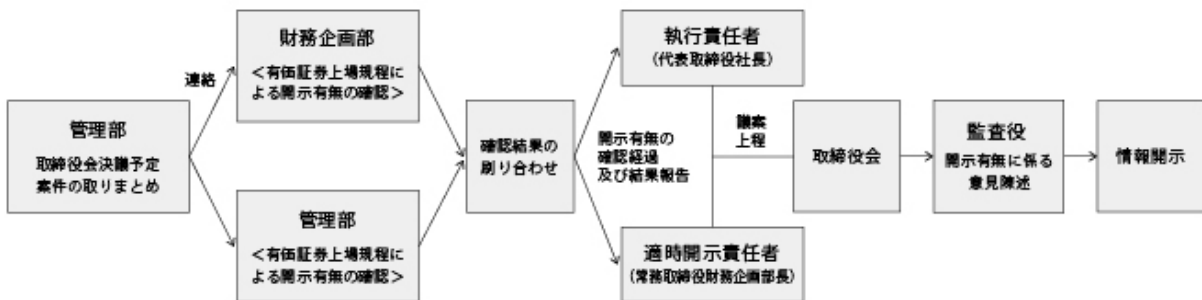 管理部
取締役会決議予定
案件の取りまとめ
連絡
財務企画部
＜有価証券上場規程に
よる開示有無の確認＞
管理部
＜有価証券上場規程に
よる開示有無の確認＞
確認結果の
刷り合わせ
開示有無の
確認経過
及び結果報告
執行責任者
（代表取締役社長）
適時開示責任者
（常務取締役財務企画部長）
議案
上程
取締役会
監査役
開示有無に係る
意見陳述
情報開示